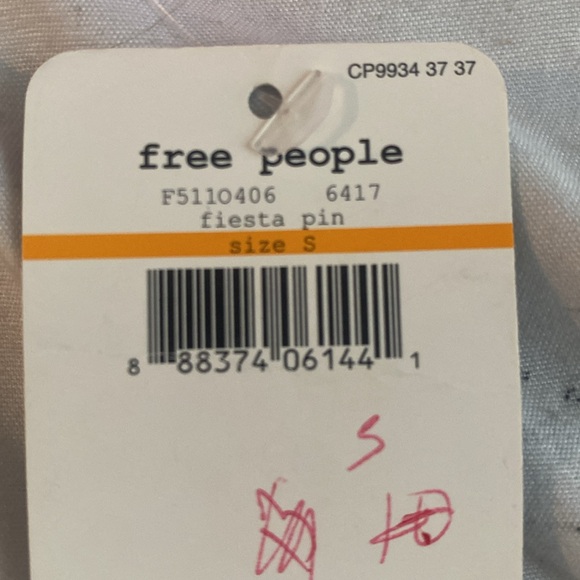 CP9934 37 37
free people
F5110406 6417
fiesta pin
size S
8 88374 06144 1
S